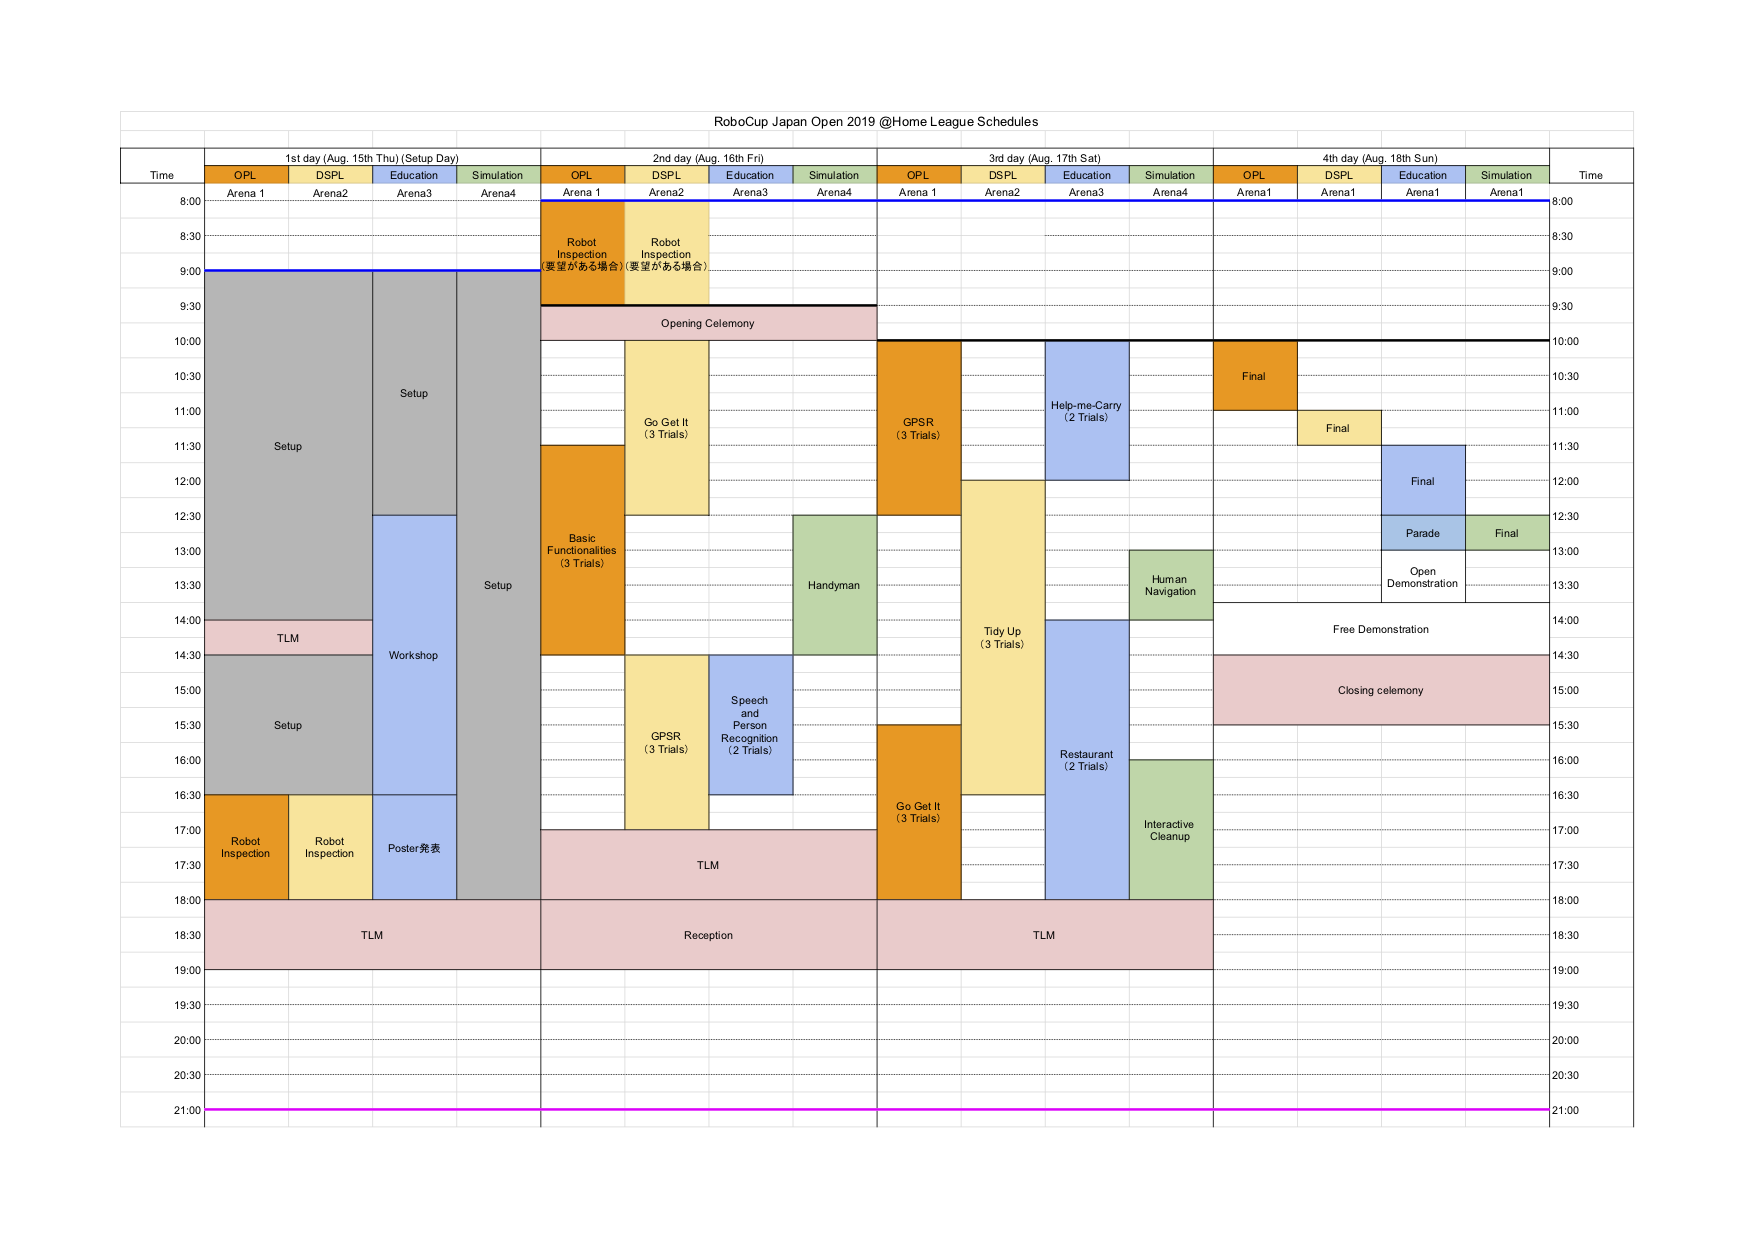 RoboCup Japan Open 2019 @Home League Schedules
Time 1st day (Aug. 15th Thu) (Setup Day) 2nd day (Aug. 16th Fri) 3rd day (Aug. 17th Sat) 4th day (Aug. 18th Sun) Time
OPL DSPL Education Simulation OPL DSPL Education Simulation OPL DSPL Education Simulation OPL DSPL Education Simulation
Arena 1 Arena2 Arena3 Arena4 Arena 1 Arena2 Arena3 Arena4 Arena 1 Arena2 Arena3 Arena4 Arena1 Arena1 Arena1 Arena1
8:00 8:00
8:30 8:30
Robot Robot
Inspection Inspection
(要望がある場合) (要望がある場合)
9:00 9:00
9:30 9:30
Opening Celemony
10:00 10:00
10:30 Final 10:30
Setup Help-me-Carry
(2 Trials)
11:00 11:00
Go Get It GPSR Final
(3 Trials) (3 Trials)
11:30 Setup 11:30
12:00 Final 12:00
12:30 12:30
Parade Final
Basic
Functionalities
(3 Trials)
13:00 13:00
Open
Demonstration
13:30 Setup Handyman Human 13:30
Navigation
14:00 14:00
TLM Tidy Up Free Demonstration
(3 Trials)
14:30 Workshop 14:30
15:00 Closing celemony 15:00
Speech
and
Person
Recognition
(2 Trials)
15:30 Setup 15:30
GPSR
(3 Trials)
16:00 Restaurant 16:00
(2 Trials)
16:30 16:30
Go Get It
(3 Trials)
17:00 Interactive 17:00
Cleanup
Robot Robot Poster発表
Inspection Inspection
17:30 TLM 17:30
18:00 18:00
18:30 TLM Reception TLM 18:30
19:00 19:00
19:30 19:30
20:00 20:00
20:30 20:30
21:00 21:00